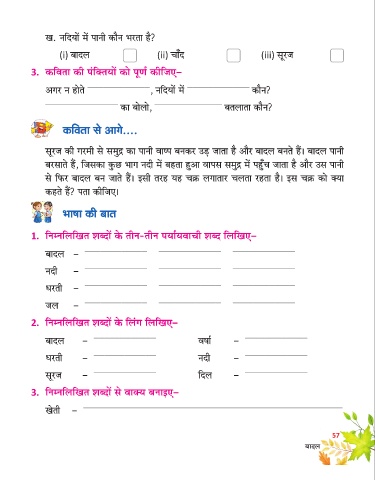 ख. नदियों में पानी कौन भरता है?
(i) बादल (ii) चाँद (iii) सूरज
3. कविता की पंक्तियों को पूर्ण कीजिए–
अगर न होते ____________, नदियों में ____________ कौन?
____________ का बोलो, ____________ बतलाता कौन?
कविता से आगे....
सूरज की गरमी से समुद्र का पानी वाष्प बनकर उड़ जाता है और बादल बनते हैं। बादल पानी
बरसाते हैं, जिसका कुछ भाग नदी में बहता हुआ वापस समुद्र में पहुँच जाता है और उस पानी
से फिर बादल बन जाते हैं। इसी तरह यह चक्र लगातार चलता रहता है। इस चक्र को क्या
कहते हैं? पता कीजिए।
भाषा की बात
1. निम्नलिखित शब्दों के तीन-तीन पर्यायवाची शब्द लिखिए–
बादल – ____________ ____________ ____________
नदी – ____________ ____________ ____________
धरती – ____________ ____________ ____________
जल – ____________ ____________ ____________
2. निम्नलिखित शब्दों के लिंग लिखिए–
बादल – ____________ वर्षा – ____________
धरती – ____________ नदी – ____________
सूरज – ____________ दिल – ____________
3. निम्नलिखित शब्दों से वाक्य बनाइए–
खेती – ____________
57
बादल